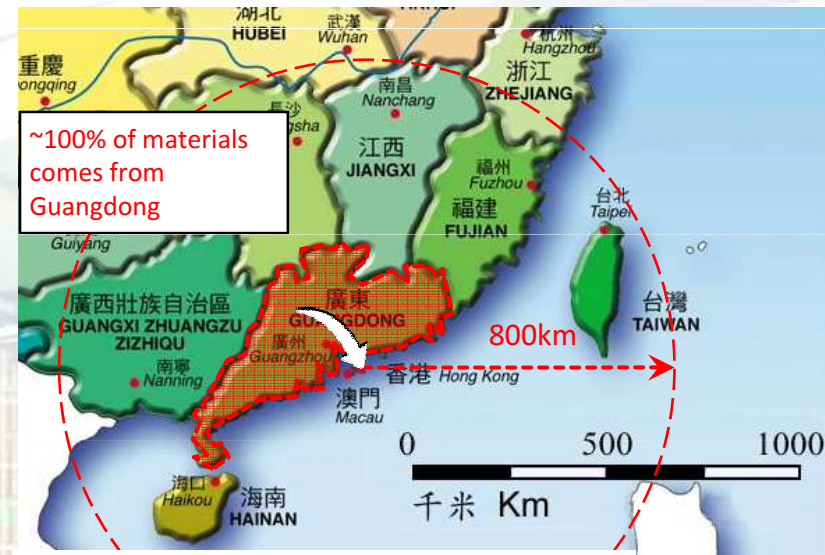 湖北
HUBEI
武漢
Wuhan
杭州
Hangzhou
浙江
ZHEJIANG
重慶
ongqing
南昌
Nanchang
長沙
gsha
~100% of materials
comes from
Guangdong
江西
JIANGXI
福州
Fuzhou
福建
FUJIAN
台北
Taipei
Guiyang
廣西壯族自治區
GUANGXI ZHUANGZU
ZIZHIQU
廣東
GUANGDONG
廣州
Guangzhou
台灣
TAIWAN
800km
南寧
Nanning
香港 Hong Kong
澳門
Macau
0 500 1000
千米 Km
海口
Haikou
海南
HAINAN